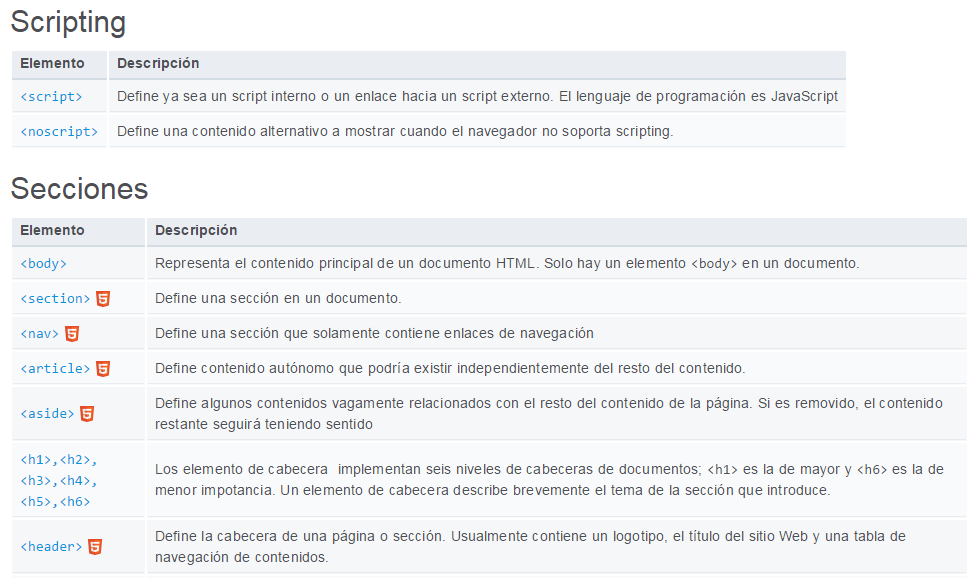 Scripting
Elemento Descripción
<script> Define ya sea un script interno o un enlace hacia un script externo. El lenguaje de programación es JavaScript
<noscript> Define una contenido alternativo a mostrar cuando el navegador no soporta scripting.
Secciones
Elemento Descripción
<body> Representa el contenido principal de un documento HTML. Solo hay un elemento <body> en un documento.
<section> 5 Define una sección en un documento.
<nav> 5 Define una sección que solamente contiene enlaces de navegación
<article> 5 Define contenido autónomo que podría existir independientemente del resto del contenido.
<aside> 5 Define algunos contenidos vagamente relacionados con el resto del contenido de la página. Si es removido, el contenido
restante seguirá teniendo sentido
<h1>,<h2>,
<h3>,<h4>,
<h5>,<h6>
Los elemento de cabecera implementan seis niveles de cabeceras de documentos; <h1> es la de mayor y <h6> es la de
menor impotancia. Un elemento de cabecera describe brevemente el tema de la sección que introduce.
<header> 5 Define la cabecera de una página o sección. Usualmente contiene un logotipo, el título del sitio Web y una tabla de
navegación de contenidos.